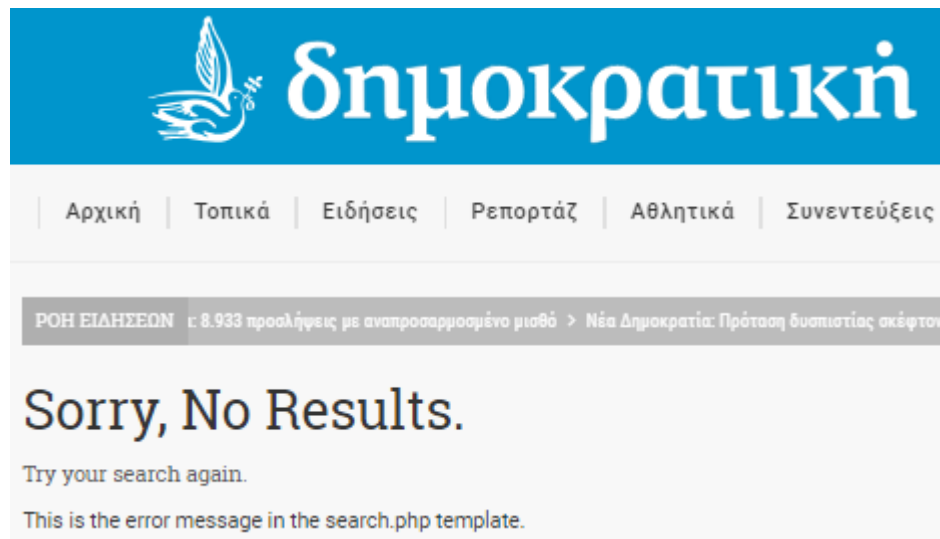 δημοκρατική
Αρχική Τοπικά Ειδήσεις Ρεπορτάζ Αθλητικά Συνεντεύξεις
ΡΟΗ ΕΙΔΗΣΕΩΝ : 8.933 προσλήψεις με αναπροσαρμοσμένο μισθό > Νέα Δημοκρατία: Πρόταση δυσπιστίας
Sorry, No Results.
Try your search again.
This is the error message in the search.php template.